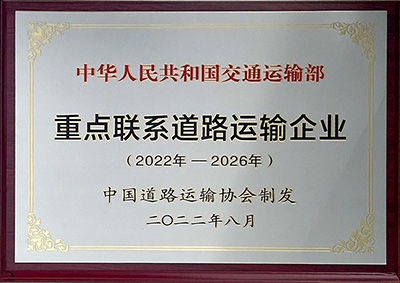 中华人民共和国交通运输部
重点联系道路运输企业
（2022年—2026年）
中国道路运输协会制发
二〇二二年八月